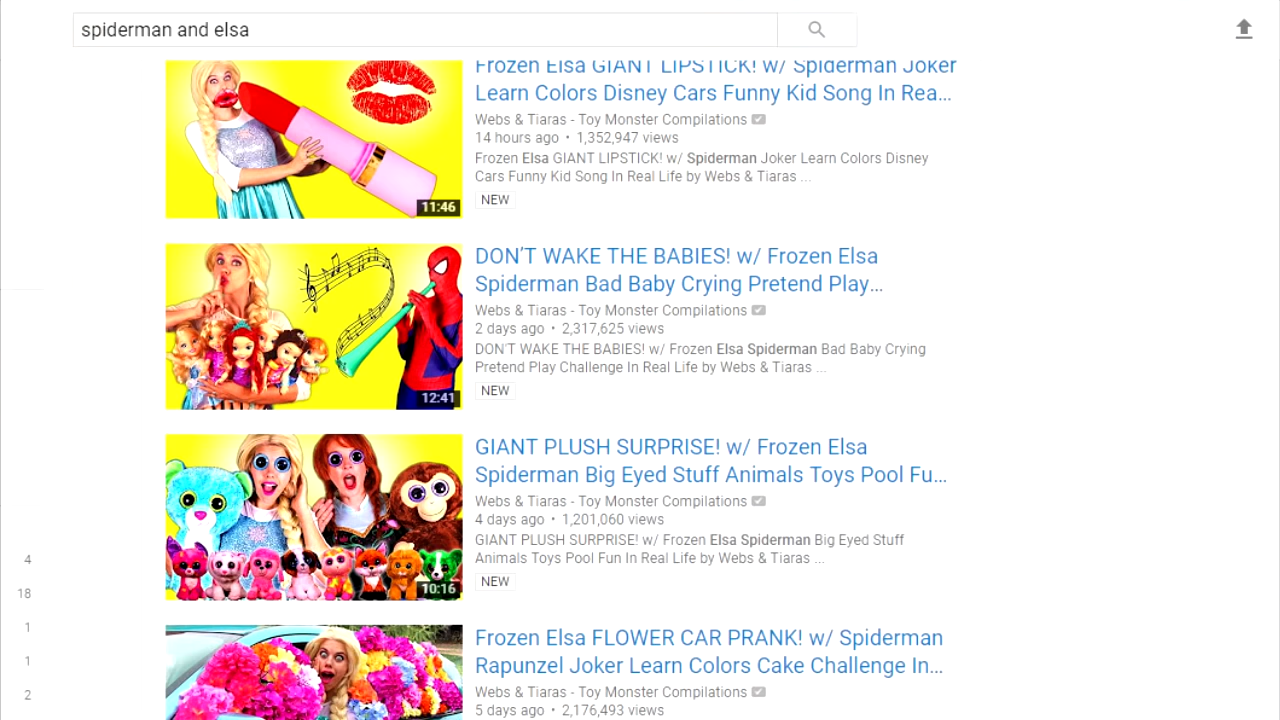 spiderman and elsa
Frozen Elsa GIANT LIPSTICK! w/ Spiderman Joker
Learn Colors Disney Cars Funny Kid Song In Rea...
Webs & Tiaras - Toy Monster Compilations
14 hours ago • 1,352,947 views
Frozen Elsa GIANT LIPSTICK! w/ Spiderman Joker Learn Colors Disney
Cars Funny Kid Song In Real Life by Webs & Tiaras ...
NEW
11:46
DON’T WAKE THE BABIES! w/ Frozen Elsa
Spiderman Bad Baby Crying Pretend Play...
Webs & Tiaras - Toy Monster Compilations
2 days ago • 2,317,625 views
DON'T WAKE THE BABIES! w/ Frozen Elsa Spiderman Bad Baby Crying
Pretend Play Challenge In Real Life by Webs & Tiaras ...
NEW
12:41
GIANT PLUSH SURPRISE! w/ Frozen Elsa
Spiderman Big Eyed Stuff Animals Toys Pool Fu...
Webs & Tiaras - Toy Monster Compilations
4 days ago • 1,201,060 views
GIANT PLUSH SURPRISE! w/ Frozen Elsa Spiderman Big Eyed Stuff
Animals Toys Pool Fun In Real Life by Webs & Tiaras ...
NEW
10:16
Frozen Elsa FLOWER CAR PRANK! w/ Spiderman
Rapunzel Joker Learn Colors Cake Challenge In...
Webs & Tiaras - Toy Monster Compilations
5 days ago • 2,176,493 views
4
18
1
1
2